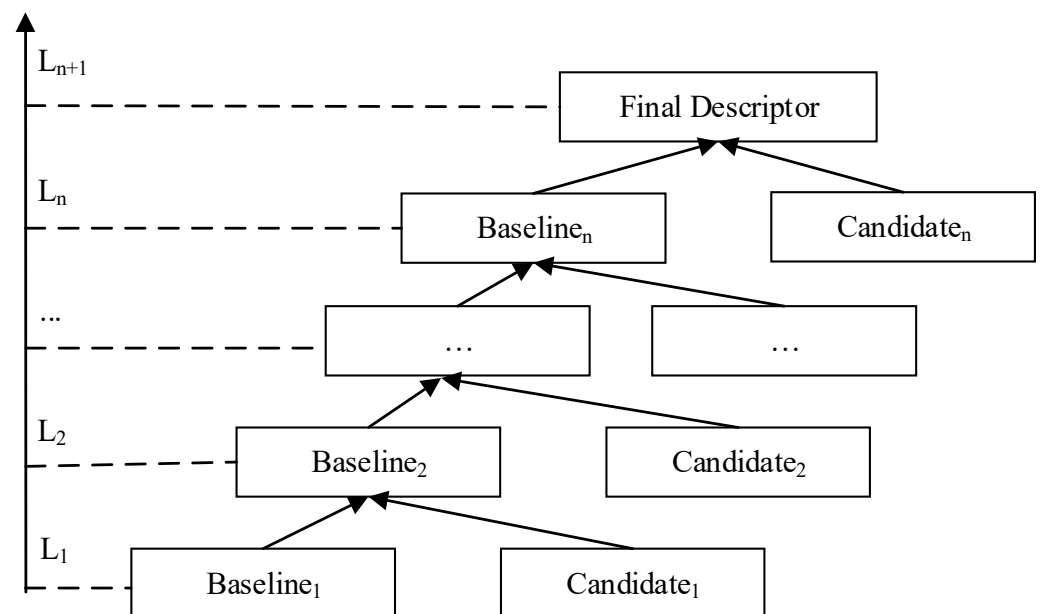 Lₙ₊₁
Final Descriptor
Lₙ
Baselineₙ
Candidateₙ
...
...
...
L₂
Baseline₂
Candidate₂
L₁
Baseline₁
Candidate₁